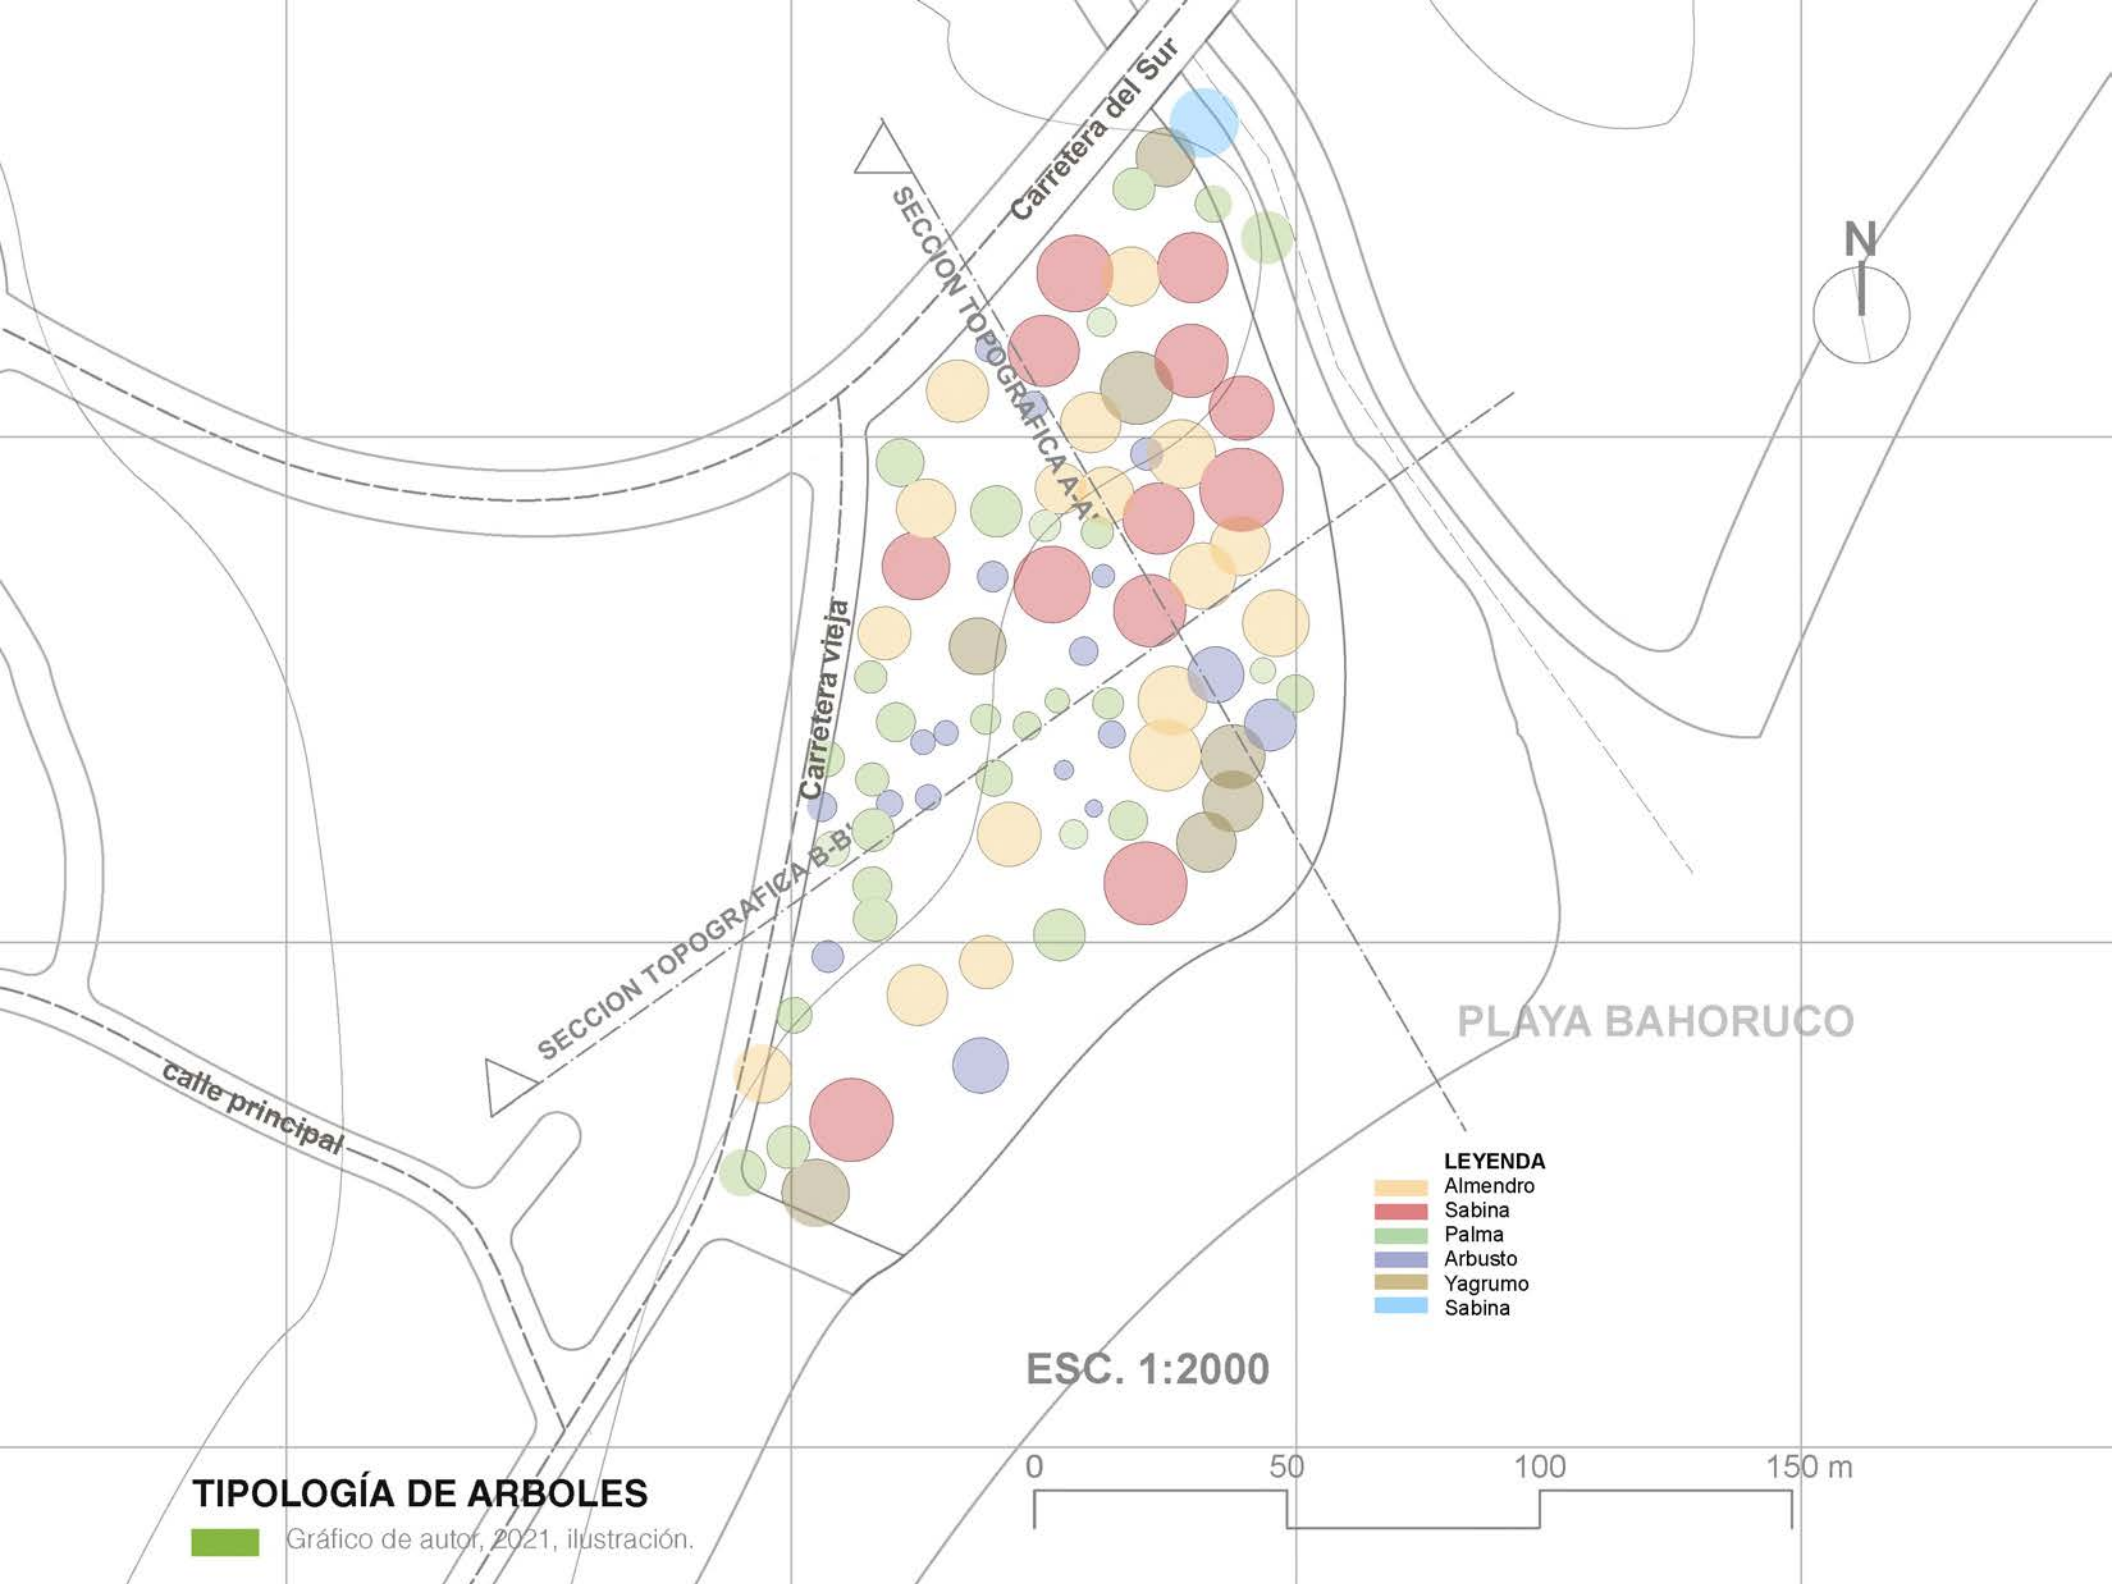 Carretera del Sur
SECCION TOPOGRAFICA A-A'
N
Carretera vieja
SECCION TOPOGRAFICA B-B'
PLAYA BAHORUCO
calle principal
LEYENDA
Almendro
Sabina
Palma
Arbusto
Yagrumo
Sabina
ESC. 1:2000
0 50 100 150 m
TIPOLOGÍA DE ARBOLES
Gráfico de autor, 2021, ilustración.